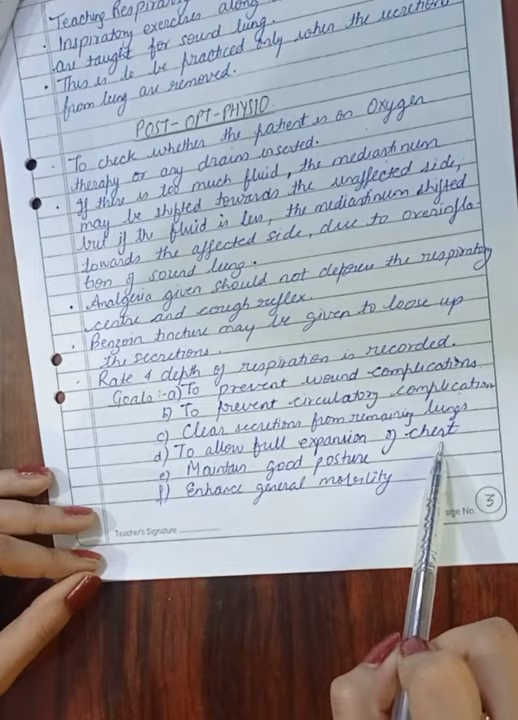 Teaching Respira
• Inspiratory exercises along
are taught for sound lung.
• This is to be practiced only when the secretions
from lung are removed.
POST-OPT-PHYSIO
• To check whether the patient is on Oxygen
therapy or any drains inserted.
• If there is too much fluid, the mediastinum
may be shifted towards the unaffected side,
but if the fluid is less, the mediastinum shifted
towards the affected side, due to overinfla-
tion of sound lung.
• Analgesia given should not depress the respiratory
centre and cough reflex.
• Benzoin tincture may be given to loose up
the secretions.
• Rate & depth of respiration is recorded.
Goals :- a) To prevent wound complications
b) To prevent circulatory complication
c) Clear secretions from remaining lungs
d) To allow full expansion of chest
e) Maintain good posture
f) Enhance general mobility
Teacher's Signature
age No. 3